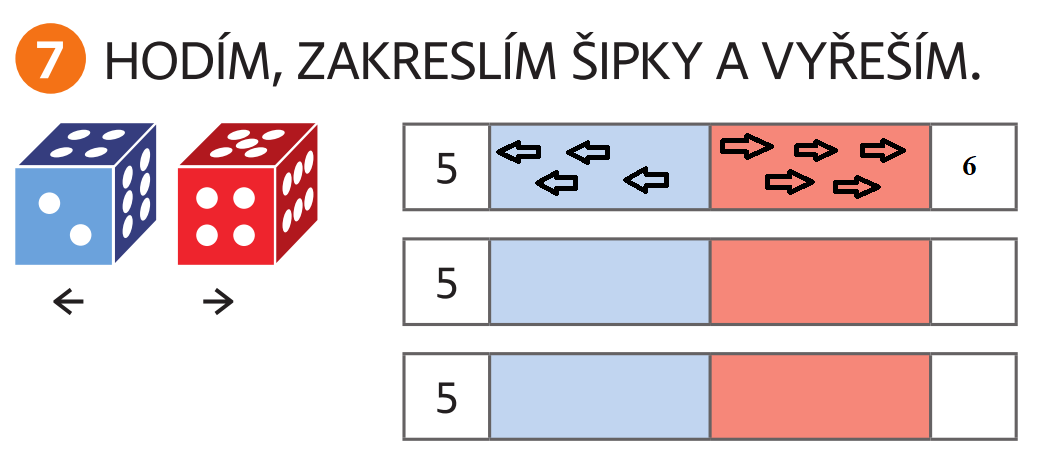 7 HODÍM, ZAKRESLÍM ŠIPKY A VYŘEŠÍM.
5 6
5
5